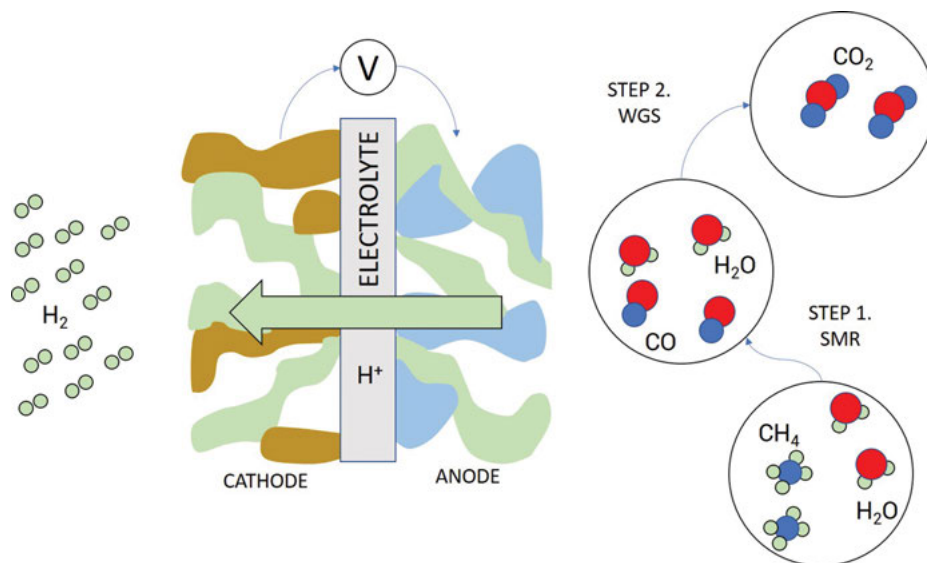 V
ELECTROLYTE
H⁺
CATHODE
ANODE
H₂
STEP 2.
WGS
CO₂
H₂O
CO
STEP 1.
SMR
CH₄
H₂O